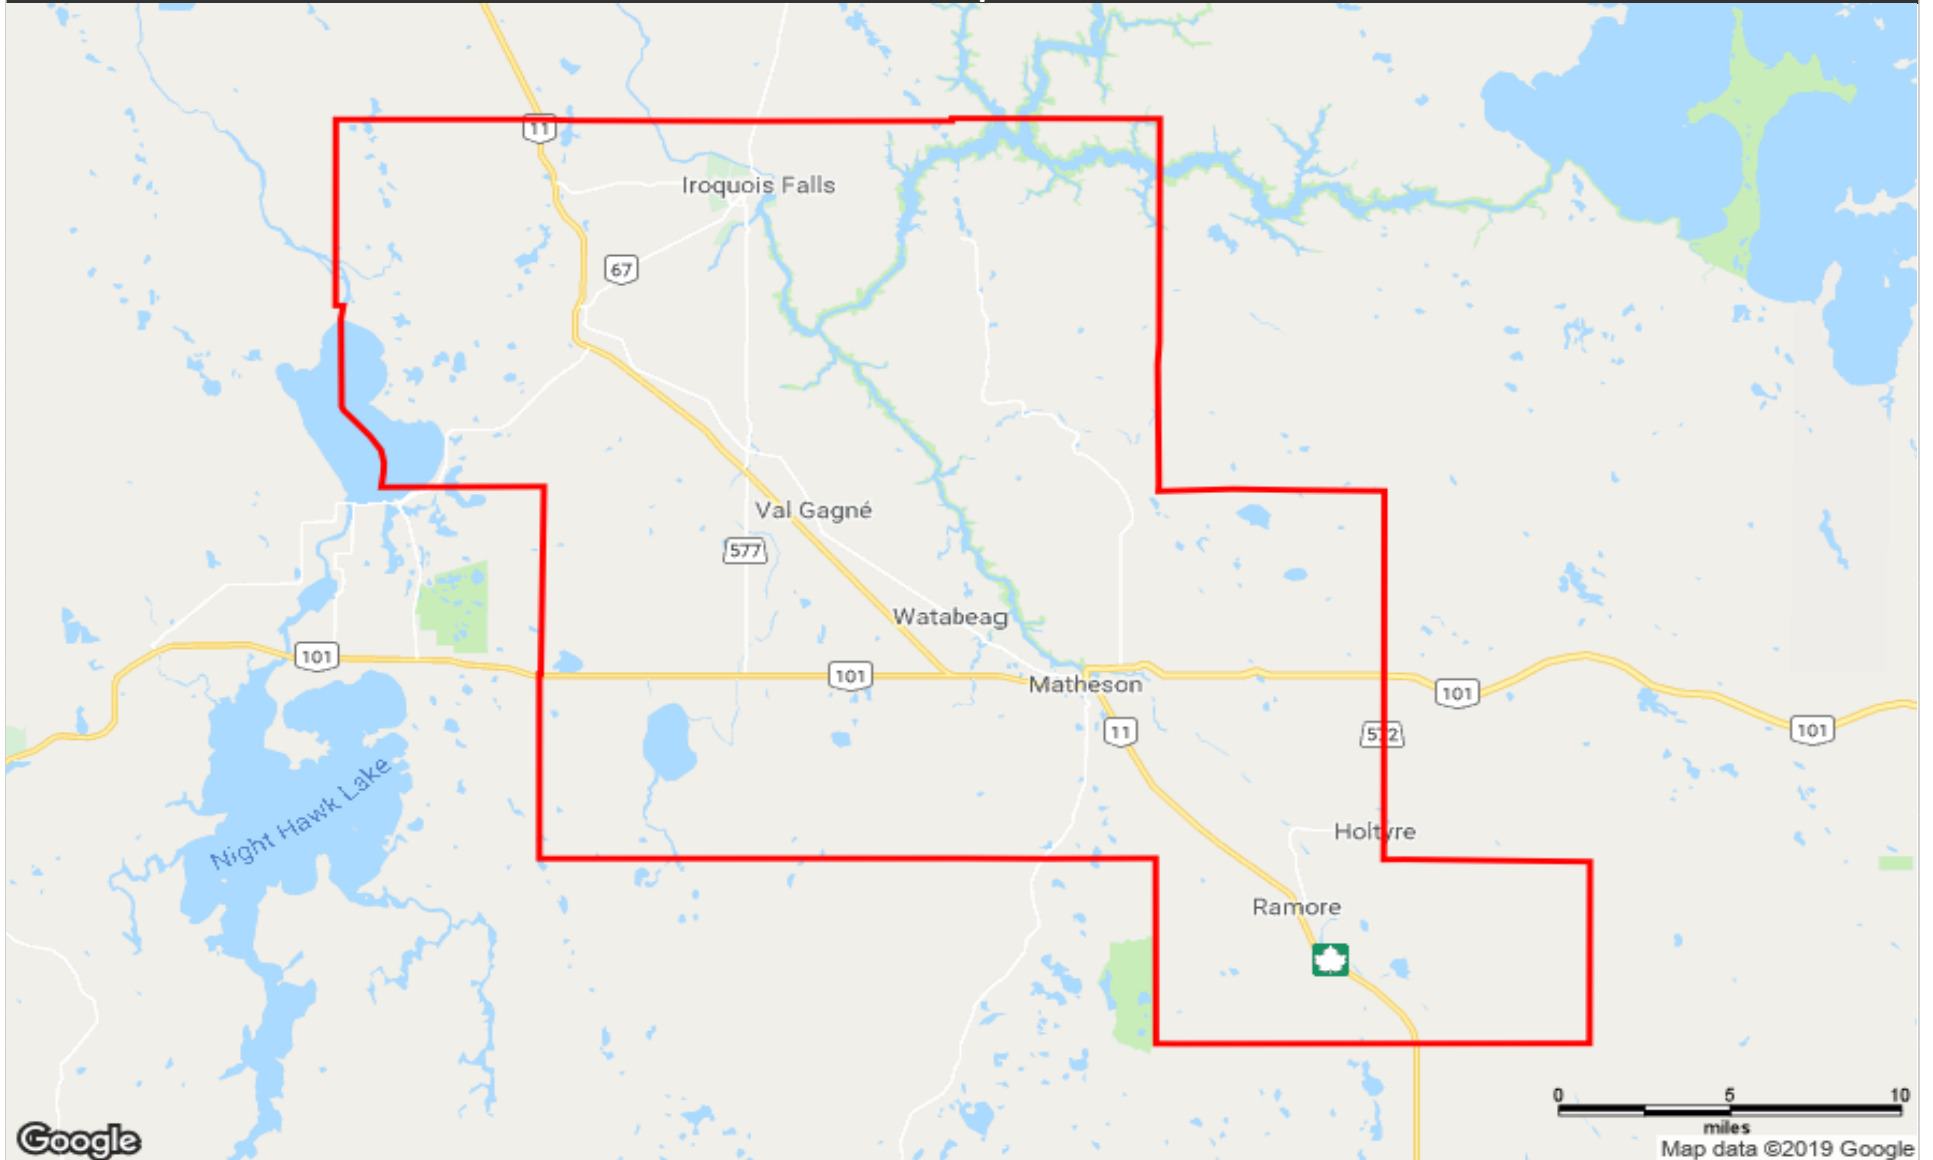 11
Iroquois Falls
67
Val Gagné
577
Watabeag
101
101
Matheson
101
11
572
101
Night Hawk Lake
Holtyre
Ramore
0 5 10
miles
Google
Map data ©2019 Google